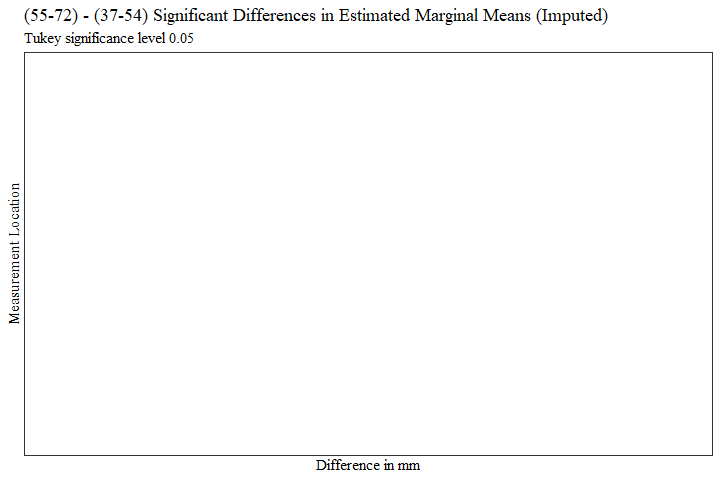 (55-72) - (37-54) Significant Differences in Estimated Marginal Means (Imputed)
Tukey significance level 0.05
Measurement Location
Difference in mm